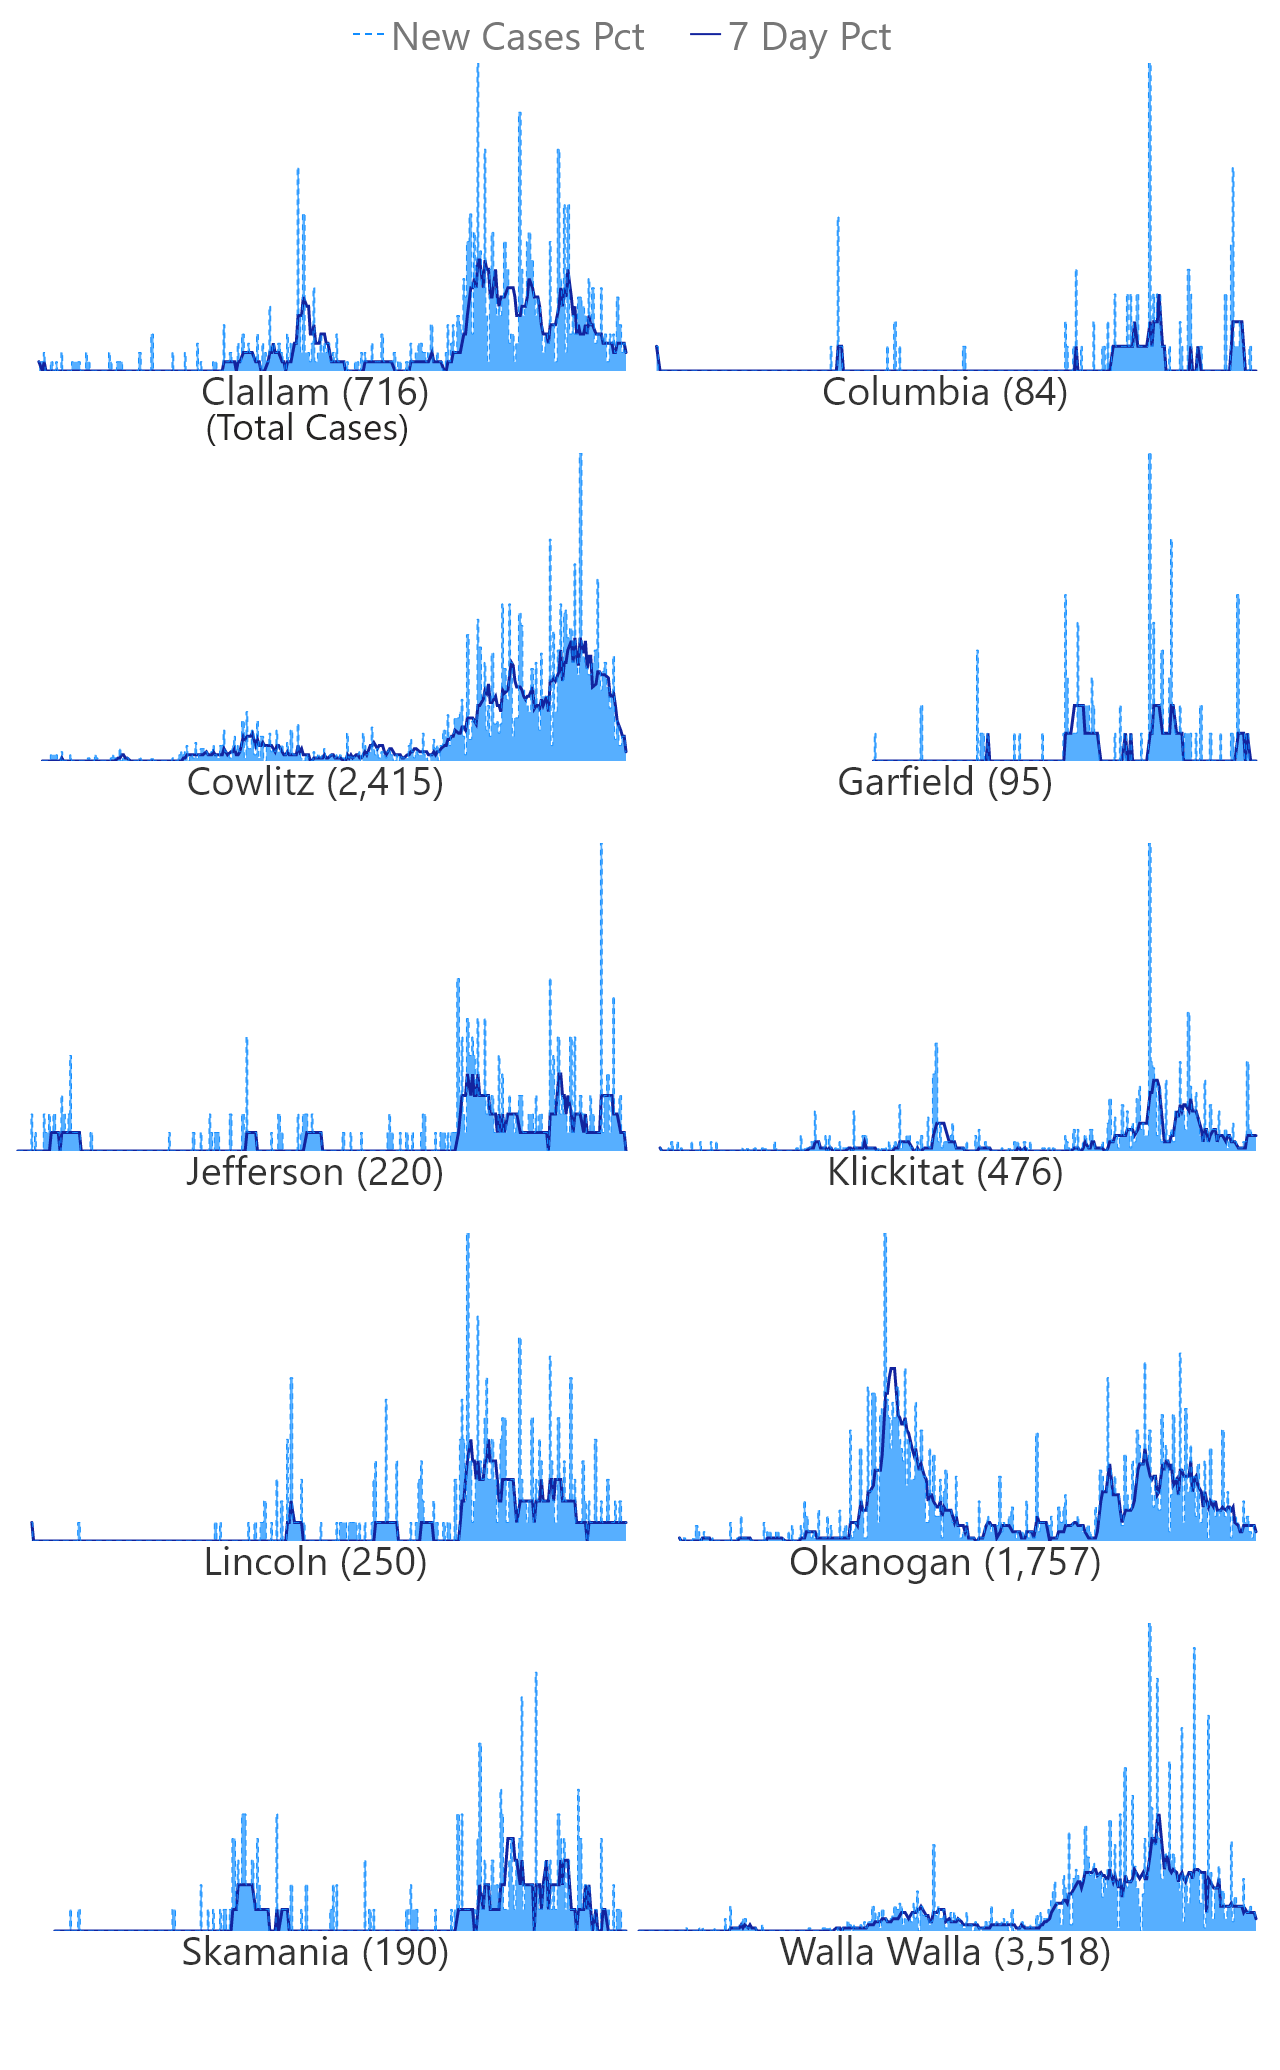 New Cases Pct 7 Day Pct
Clallam (716) Columbia (84)
(Total Cases)
Cowlitz (2,415) Garfield (95)
Jefferson (220) Klickitat (476)
Lincoln (250) Okanogan (1,757)
Skamania (190) Walla Walla (3,518)